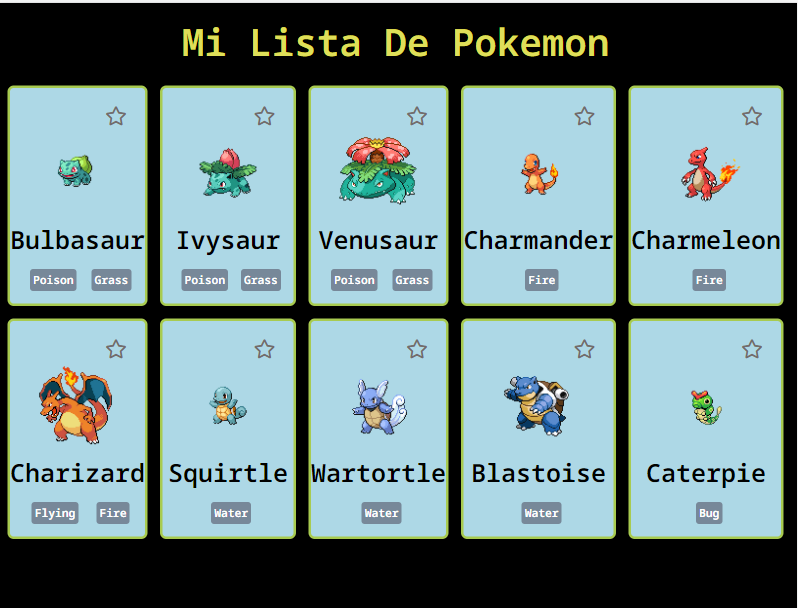 Mi Lista De Pokemon
Bulbasaur Ivysaur Venusaur Charmander Charmeleon
Poison Grass Poison Grass Poison Grass Fire Fire
Charizard Squirtle Wartortle Blastoise Caterpie
Flying Fire Water Water Water Bug